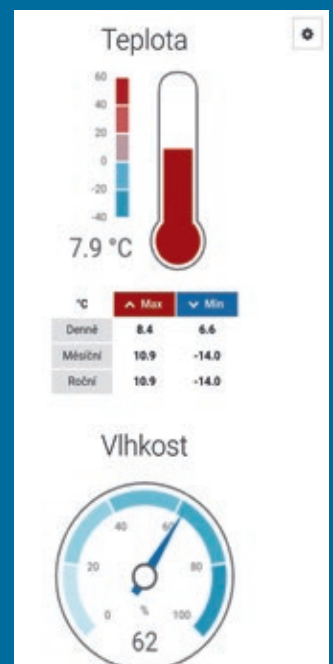 Teplota
60
40
20
0
-20
-40
7.9 °C
°C Max Min
Denně 8.4 6.6
Měsíční 10.9 -14.0
Roční 10.9 -14.0
Vlhkost
40 60
20 80
0 % 100
62